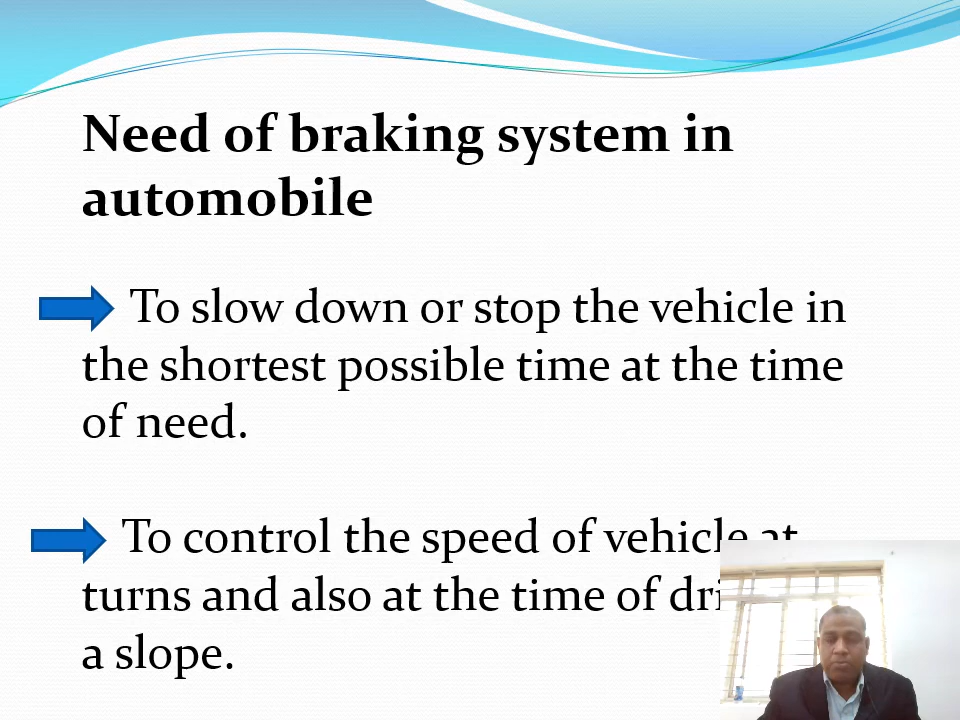 Need of braking system in
automobile
To slow down or stop the vehicle in
the shortest possible time at the time
of need.
To control the speed of vehicle at
turns and also at the time of
a slope.